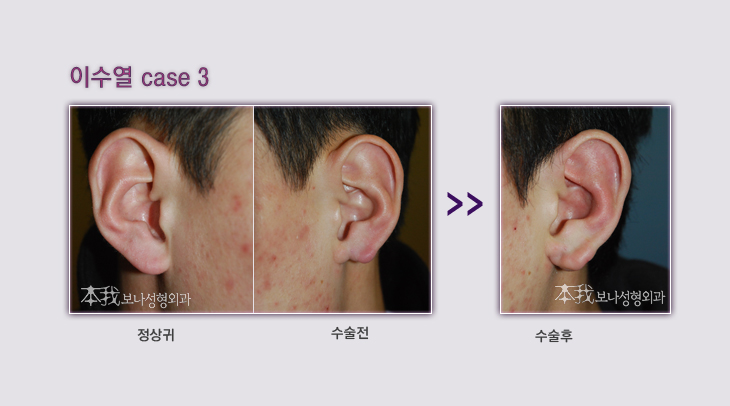 이수열 case 3
本我 보나성형외과
>>
本我 보나성형외과
정상귀
수술전
수술후